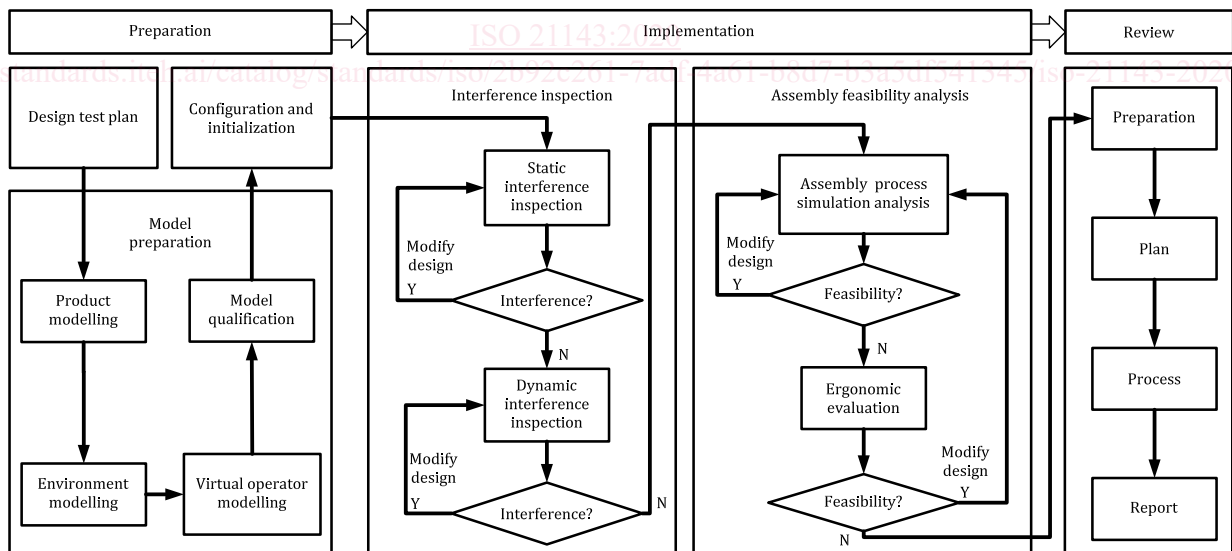 Preparation
Implementation
Review
ISO 21143:2020
standards.iteh.ai/catalog/standards/iso/2b92c261-7adf-4a61-b8d7-b3a5df541345/iso-21143-2020
Design test plan
Configuration and
initialization
Model
preparation
Product
modelling
Model
qualification
Environment
modelling
Virtual operator
modelling
Interference inspection
Static
interference
inspection
Modify
design
Y
Interference?
N
Dynamic
interference
inspection
Modify
design
Y
Interference?
N
Assembly feasibility analysis
Assembly process
simulation analysis
Modify
design
Y
Feasibility?
N
Ergonomic
evaluation
Modify
design
Y
Feasibility?
N
Preparation
Plan
Process
Report